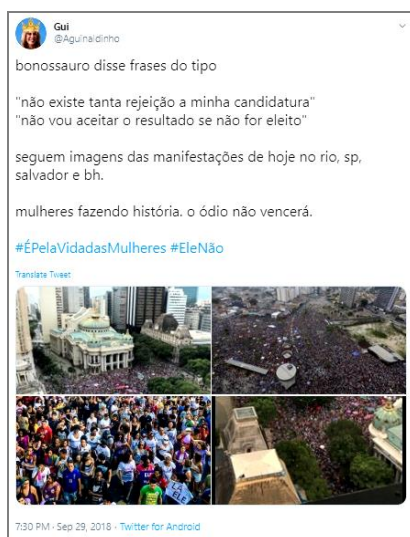 Gui
@Aguinaldinho
bonossauro disse frases do tipo
"não existe tanta rejeição a minha candidatura"
"não vou aceitar o resultado se não for eleito"
seguem imagens das manifestações de hoje no rio, sp,
salvador e bh.
mulheres fazendo história. o ódio não vencerá.
#ÉPelaVidadasMulheres #EleNão
Translate Tweet
7:30 PM · Sep 29, 2018 · Twitter for Android